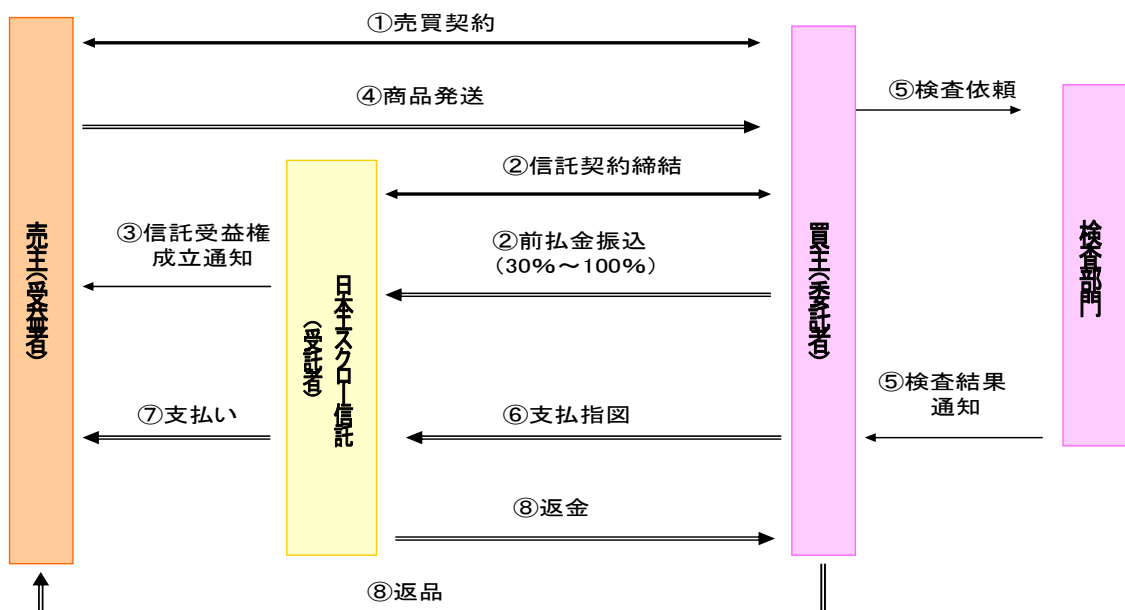 ①売買契約
④商品発送
⑤検査依頼
②信託契約締結
③信託受益権
成立通知
②前払金振込
(30%~100%)
売主(受益者)
日本エスクロー信託
(受託者)
買主(委託者)
検査部門
⑤検査結果
通知
⑦支払い
⑥支払指図
⑧返金
⑧返品